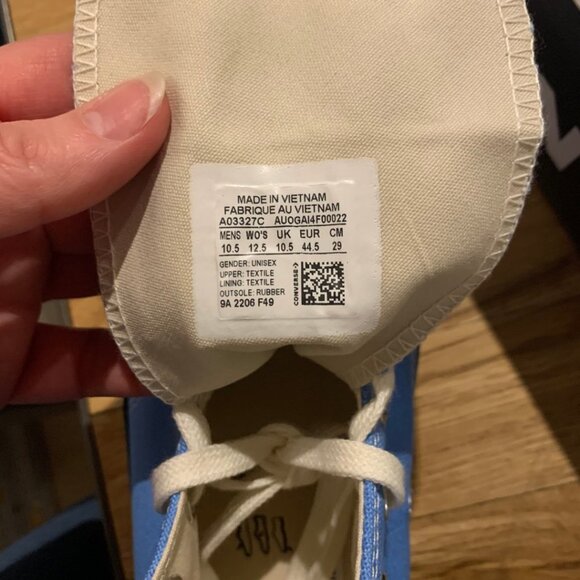 MADE IN VIETNAM
FABRIQUE AU VIETNAM
A03327C AU0GAI4F00022
MENS WO'S UK EUR CM
10.5 12.5 10.5 44.5 29
GENDER: UNISEX
UPPER: TEXTILE
LINING: TEXTILE
OUTSOLE: RUBBER
9A 2206 F49
CONVERSE